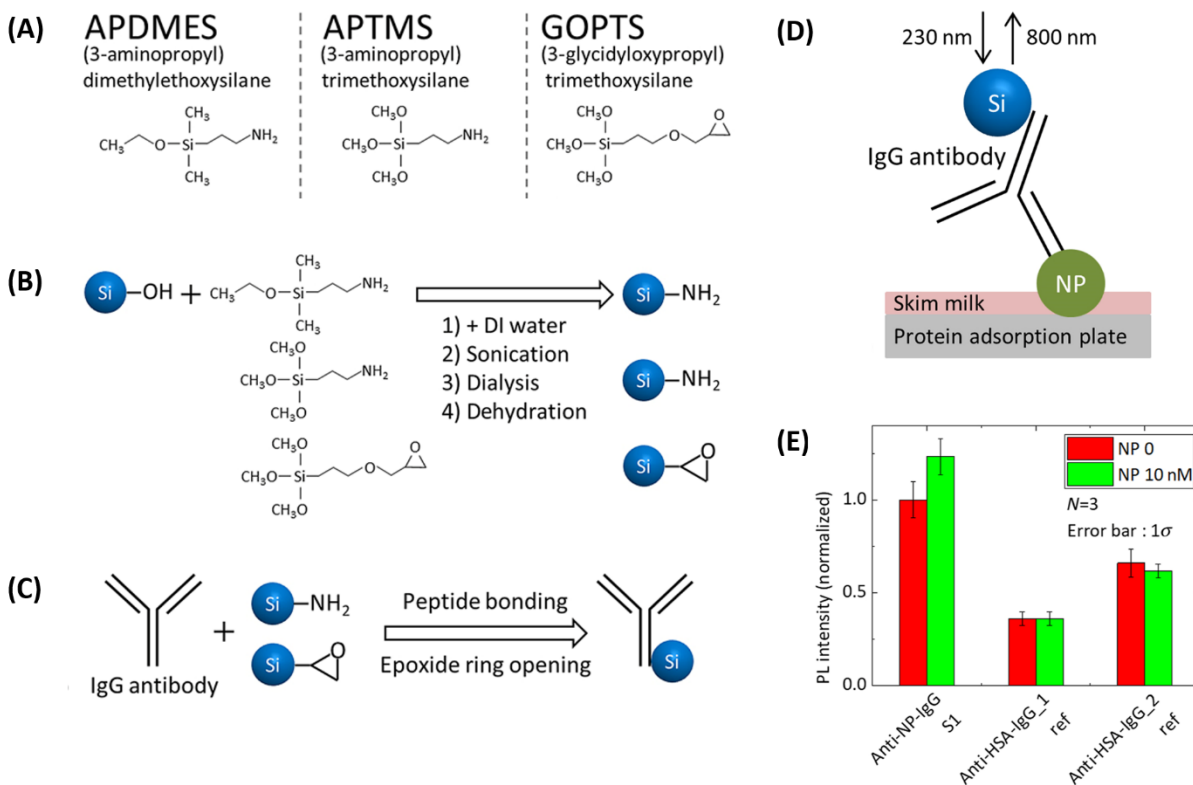 (A)
APDMES
(3-aminopropyl)
dimethylethoxysilane
CH₃
CH₃
O
Si
NH₂
CH₃
APTMS
(3-aminopropyl)
trimethoxysilane
CH₃O
CH₃O
Si
NH₂
CH₃O
GOPTS
(3-glycidyloxypropyl)
trimethoxysilane
CH₃O
O
CH₃O
Si
O
CH₃O
(B)
Si
OH
+
CH₃
CH₃
O
Si
NH₂
CH₃
CH₃O
CH₃O
Si
NH₂
CH₃O
CH₃O
O
CH₃O
Si
O
CH₃O
1) + DI water
2) Sonication
3) Dialysis
4) Dehydration
Si
NH₂
Si
NH₂
Si
O
(C)
IgG antibody
+
Si
NH₂
Si
O
Peptide bonding
Epoxide ring opening
Si
(D)
230 nm
800 nm
Si
IgG antibody
NP
Skim milk
Protein adsorption plate
(E)
PL intensity (normalized)
1.0
0.5
0.0
NP 0
NP 10 nM
N=3
Error bar : 1σ
Anti-NP-IgG
S1
Anti-HSA-IgG_1
ref
Anti-HSA-IgG_2
ref